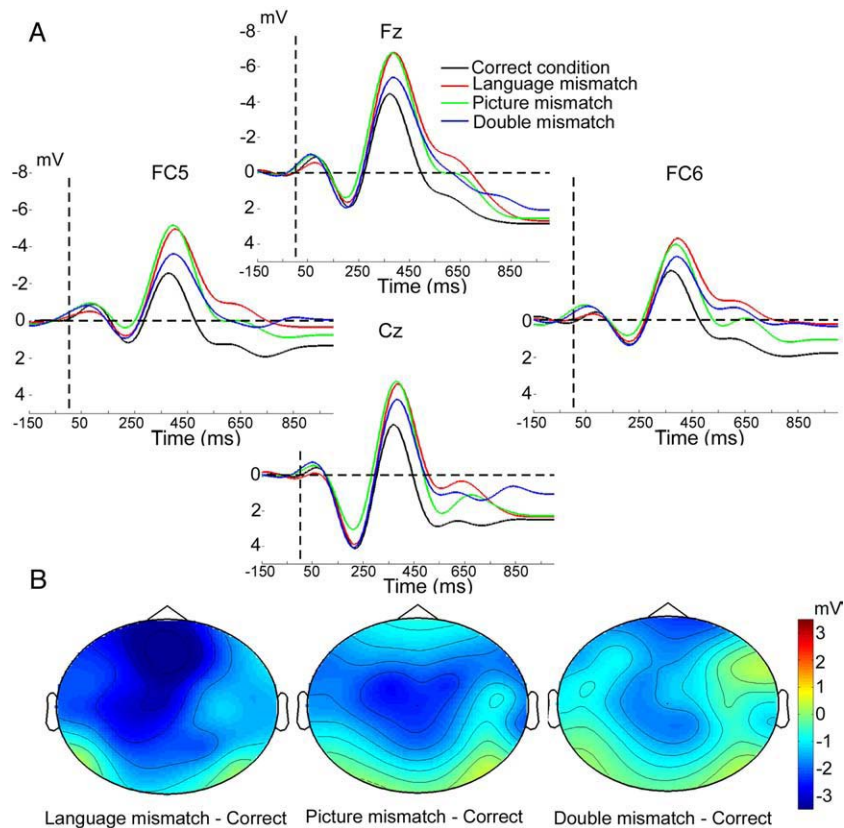 A
mV
Fz
-8
-6
-4
-2
0
2
4
-150 50 250 450 650 850
Time (ms)
Correct condition
Language mismatch
Picture mismatch
Double mismatch
mV
FC5
-8
-6
-4
-2
0
2
4
-150 50 250 450 650 850
Time (ms)
FC6
-150 50 250 450 650 850
Time (ms)
Cz
0
2
4
-150 50 250 450 650 850
Time (ms)
B
mV
3
2
1
0
-1
-2
-3
Language mismatch - Correct
Picture mismatch - Correct
Double mismatch - Correct